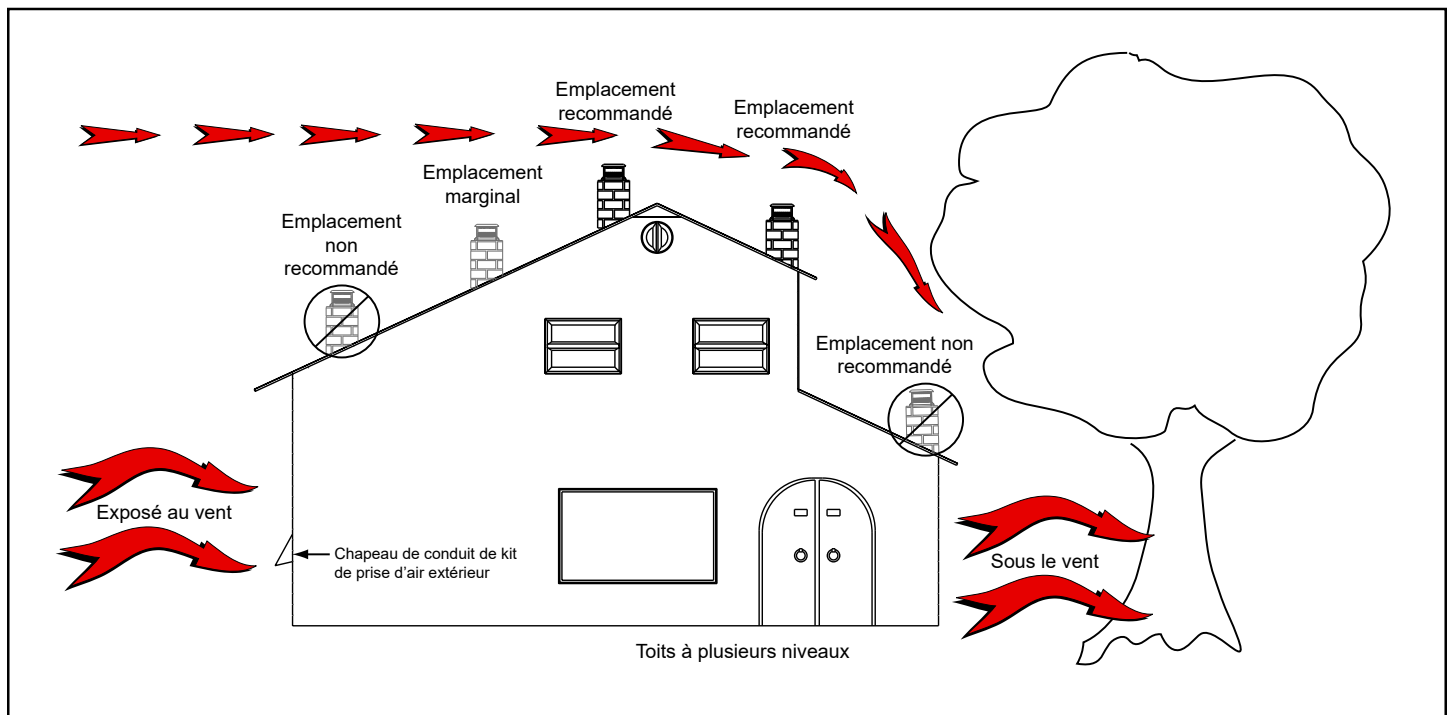 Emplacement
recommandé
Emplacement
recommandé
Emplacement
marginal
Emplacement
non
recommandé
Emplacement non
recommandé
Exposé au vent
Chapeau de conduit de kit
de prise d’air extérieur
Sous le vent
Toits à plusieurs niveaux